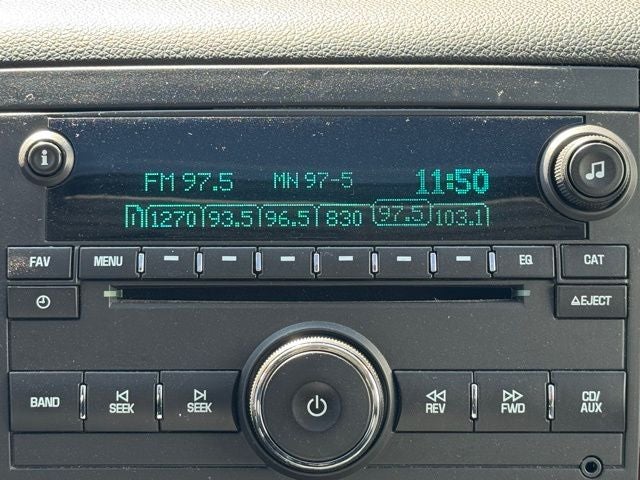 i
FM 97.5 MN 97-5 11:50
1 1270 93.5 96.5 830 97.5 103.1
FAV MENU EQ CAT
EJECT
BAND SEEK SEEK REV FWD CD/
AUX